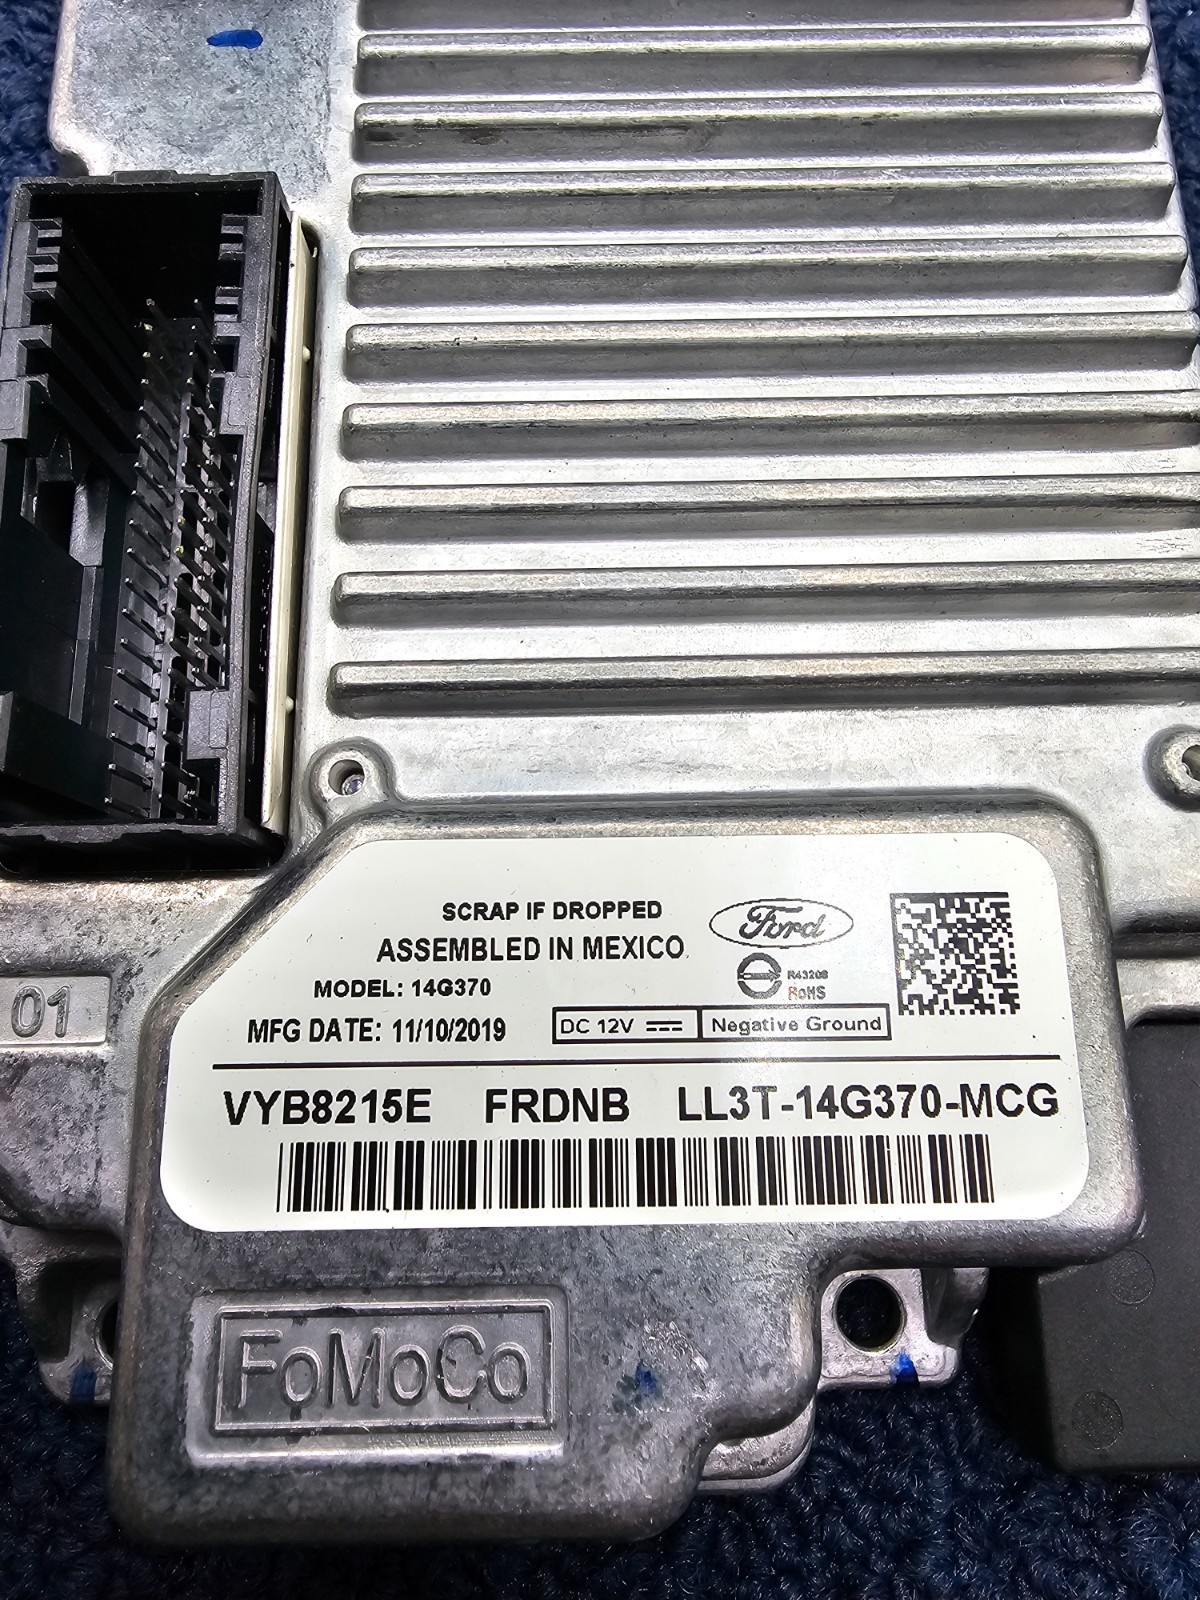 SCRAP IF DROPPED
ASSEMBLED IN MEXICO
Ford
R43208
RoHS
MODEL: 14G370
MFG DATE: 11/10/2019
DC 12V
Negative Ground
VYB8215E FRDNB LL3T-14G370-MCG
01
FoMoCo